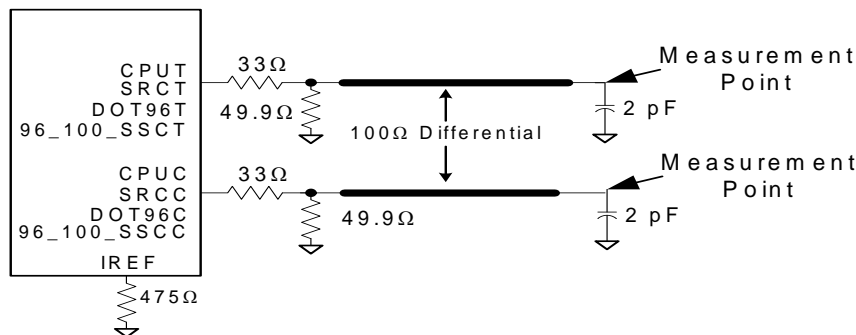 CPUT
SRCT
DOT96T
96_100_SSCT
33Ω
49.9Ω
Measurement
Point
2 pF
100Ω Differential
CPUC
SRCC
DOT96C
96_100_SSCC
33Ω
49.9Ω
Measurement
Point
2 pF
IREF
475Ω